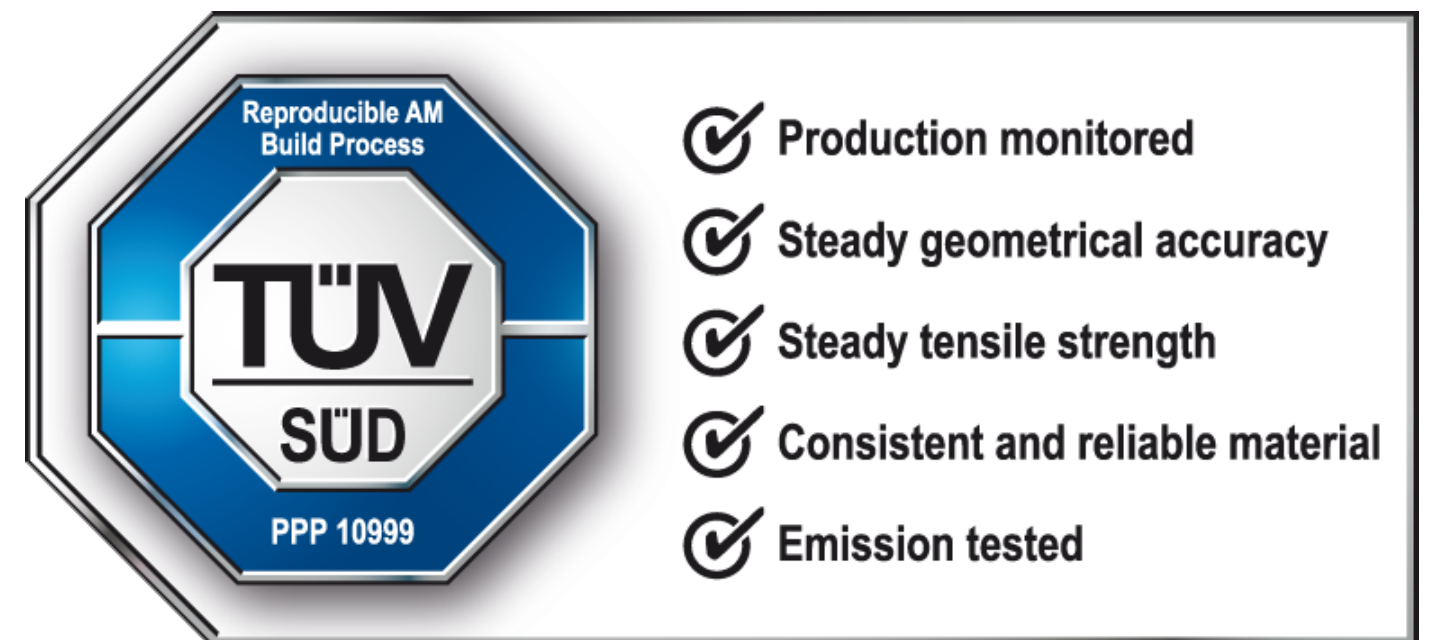 Reproducible AM
Build Process
TÜV
SÜD
PPP 10999
Production monitored
Steady geometrical accuracy
Steady tensile strength
Consistent and reliable material
Emission tested